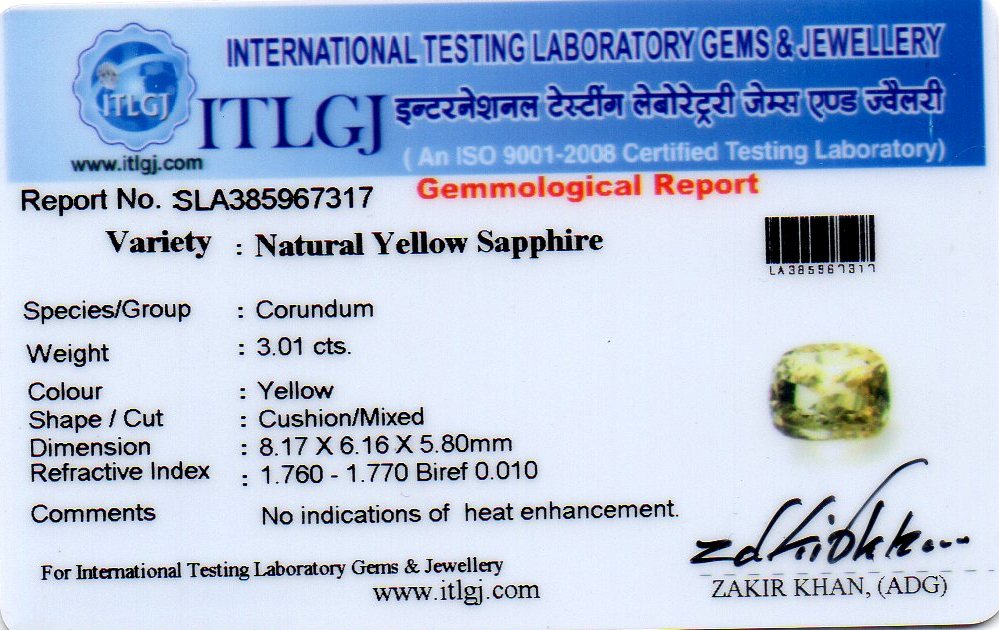 INTERNATIONAL TESTING LABORATORY GEMS & JEWELLERY
ITLGJ
ITLGJ
इन्टरनेशनल टेस्टींग लेबोरेट्ररी जेम्स एण्ड ज्वैलरी
www.itlgj.com
(An ISO 9001-2008 Certified Testing Laboratory)
Gemmological Report
Report No. :SLA385967317
Variety : Natural Yellow Sapphire
LA385967317
Species/Group : Corundum
Weight : 3.01 cts.
Colour : Yellow
Shape / Cut : Cushion/Mixed
Dimension : 8.17 X 6.16 X 5.80mm
Refractive Index : 1.760 - 1.770 Biref 0.010
Comments No indications of heat enhancement.
For International Testing Laboratory Gems & Jewellery
www.itlgj.com
ZAKIR KHAN, (ADG)